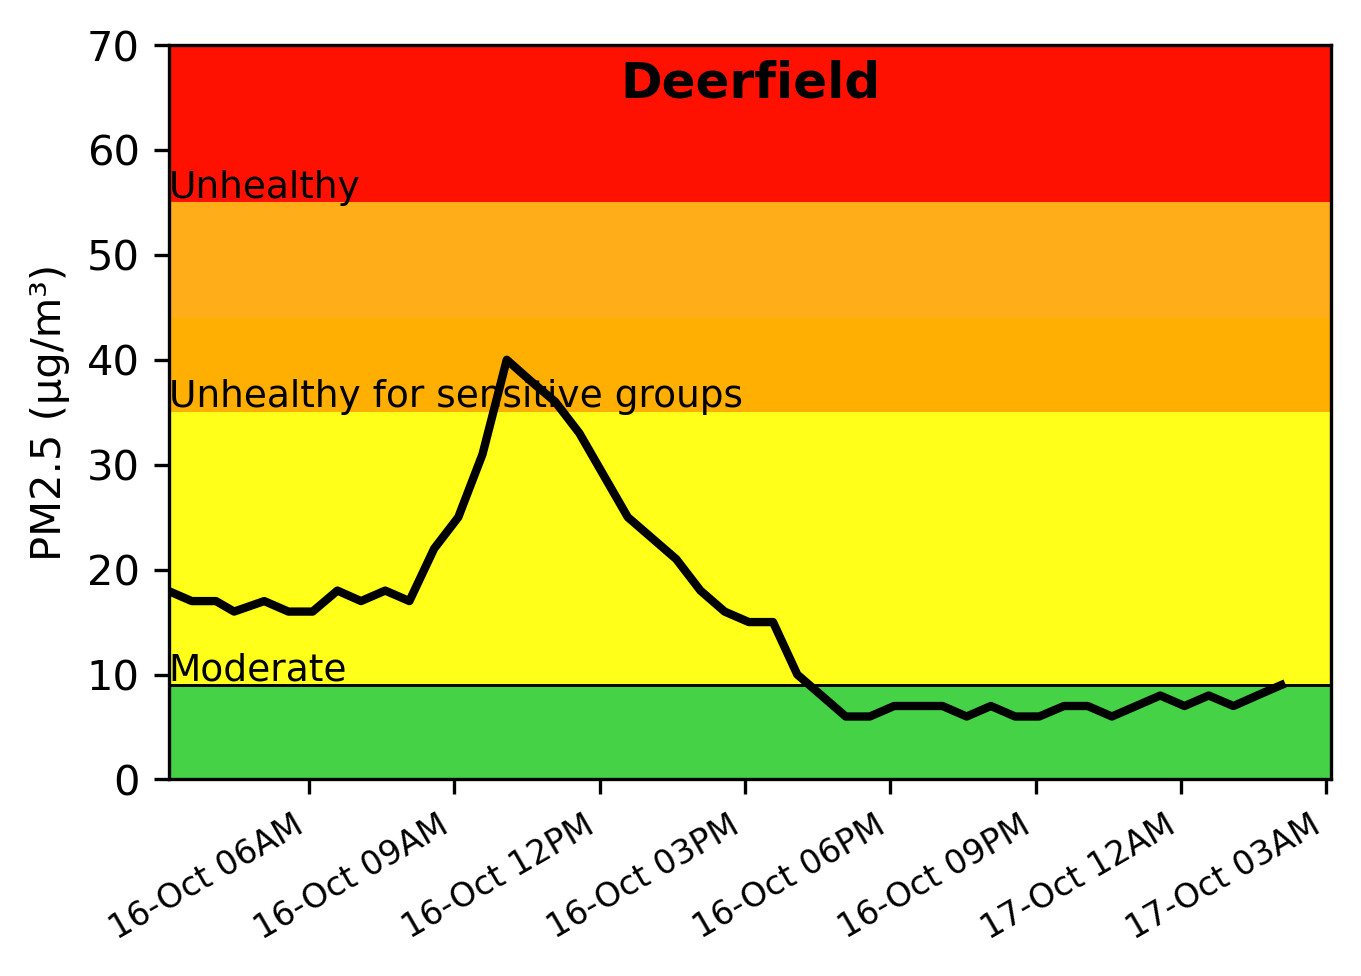 Deerfield
70
60
50
40
30
20
10
0
PM2.5 (µg/m³)
Unhealthy
Unhealthy for sensitive groups
Moderate
16-Oct 06AM
16-Oct 09AM
16-Oct 12PM
16-Oct 03PM
16-Oct 06PM
16-Oct 09PM
17-Oct 12AM
17-Oct 03AM